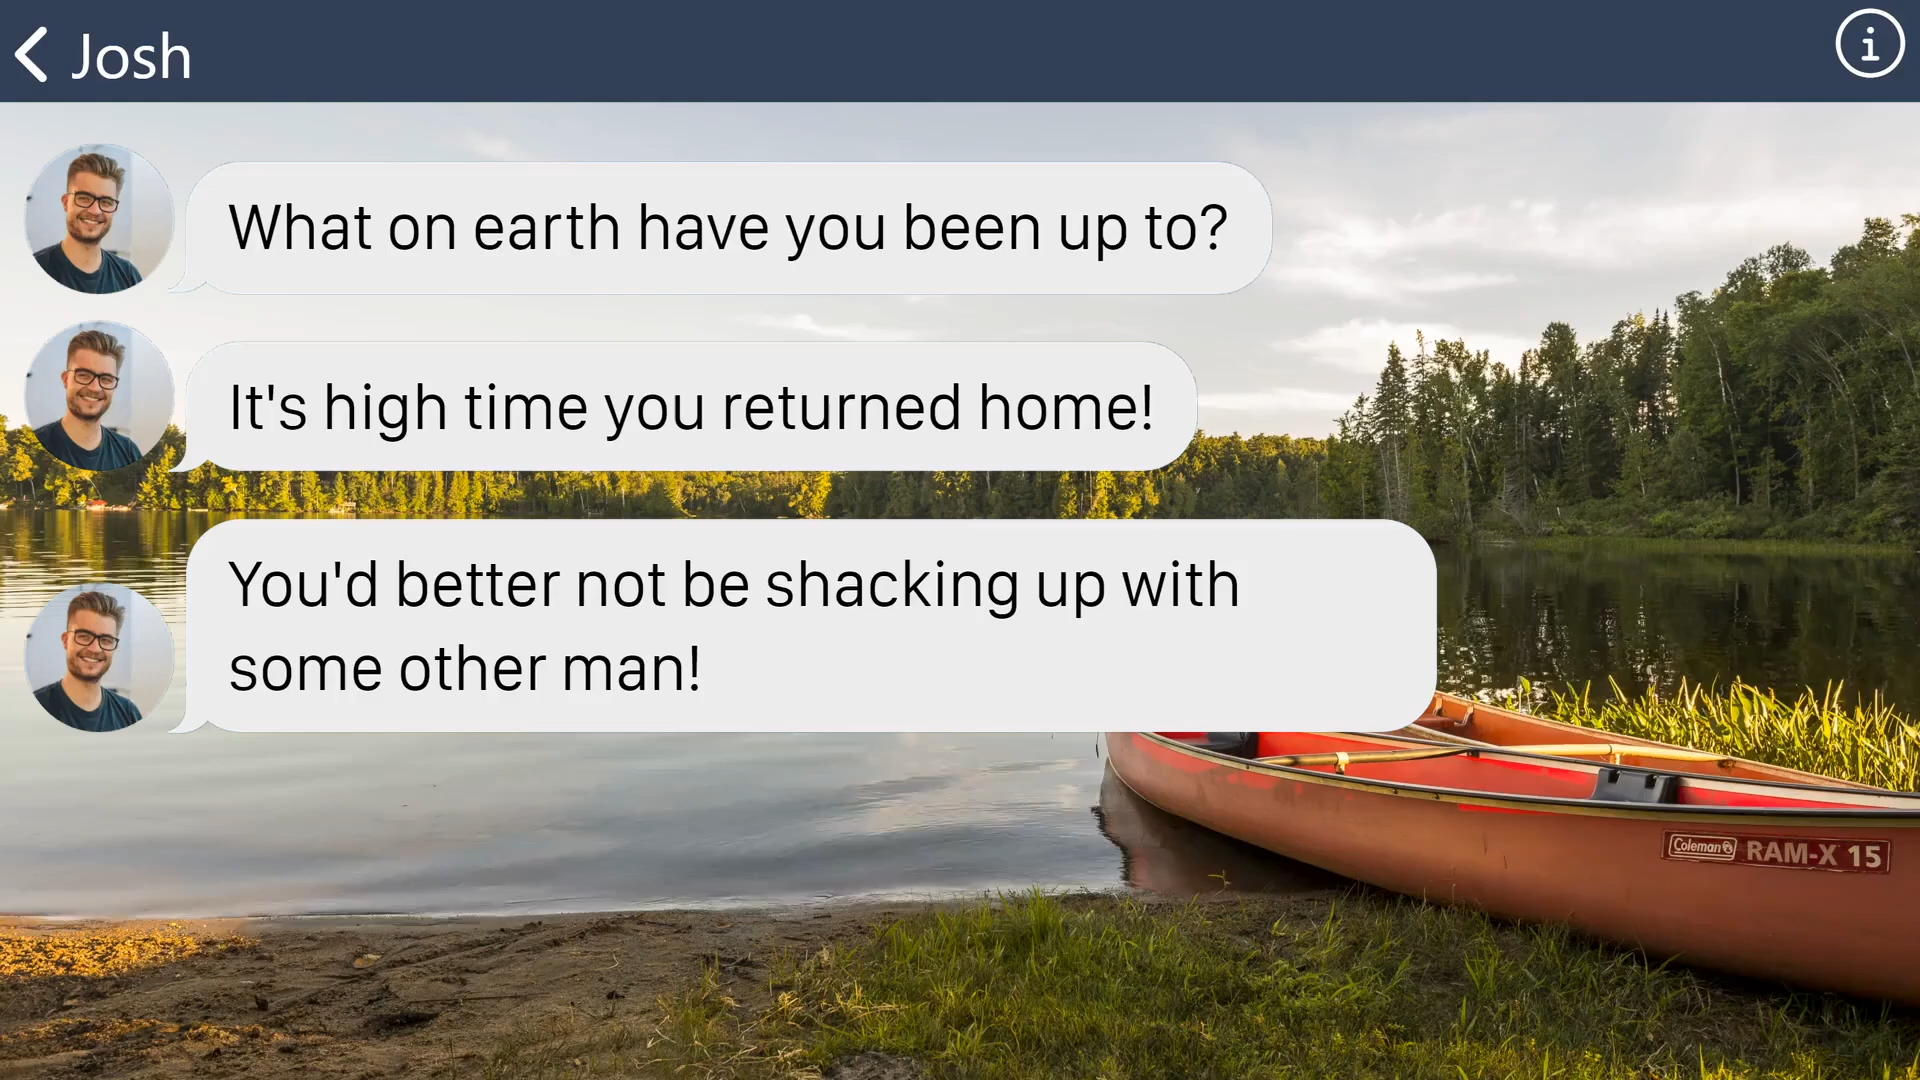 Josh
What on earth have you been up to?
It's high time you returned home!
You'd better not be shacking up with
some other man!
Coleman RAM-X 15